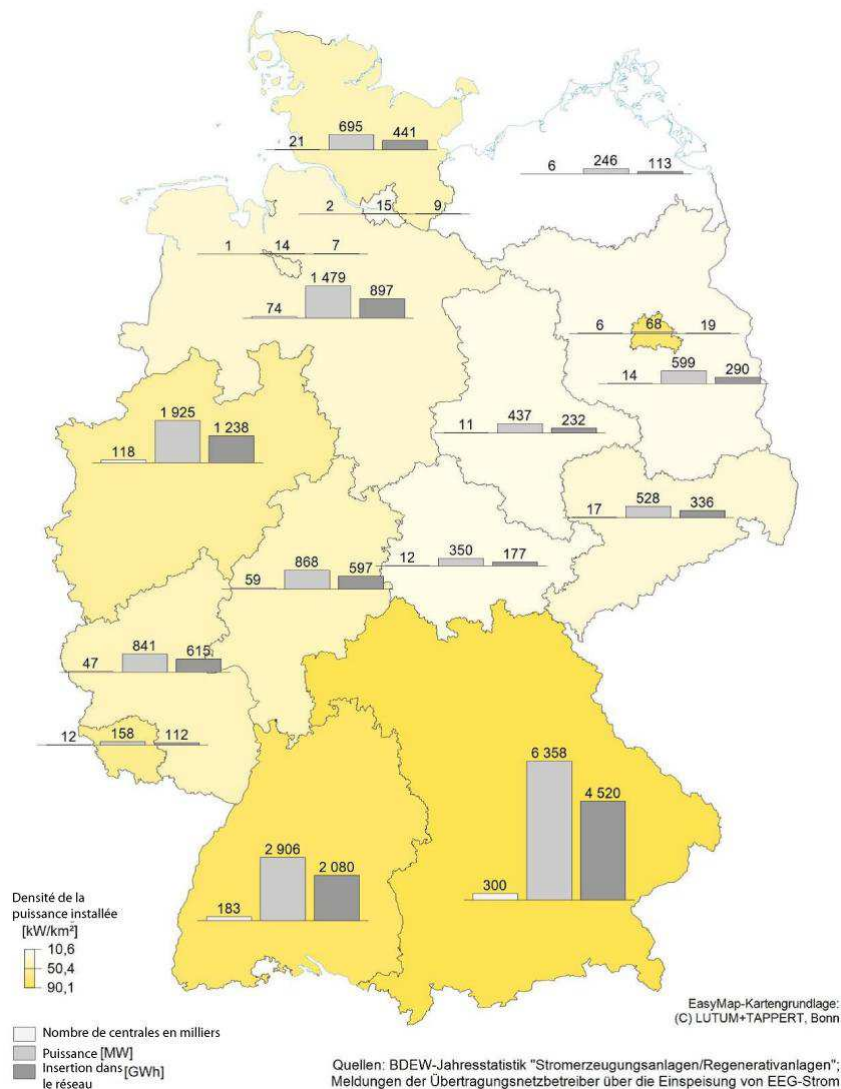 695
21 441
246
6 113
2 15 9
1 14 7
1 479
74 897
6 68 19
599
14 290
1 925
118 1 238
437
11 232
528
17 336
868
59 597
350
12 177
841
47 615
12 158 112
6 358
4 520
300
2 906
183 2 080
Densité de la
puissance installée
[kW/km²]
10,6
50,4
90,1
EasyMap-Kartengrundlage:
(C) LUTUM+TAPPERT, Bonn
Nombre de centrales en milliers
Puissance [MW]
Insertion dans [GWh]
le réseau
Quellen: BDEW-Jahresstatistik "Stromerzeugungsanlagen/Regenerativanlagen";
Meldungen der Übertragungsnetzbetreiber über die Einspeisung von EEG-Strom